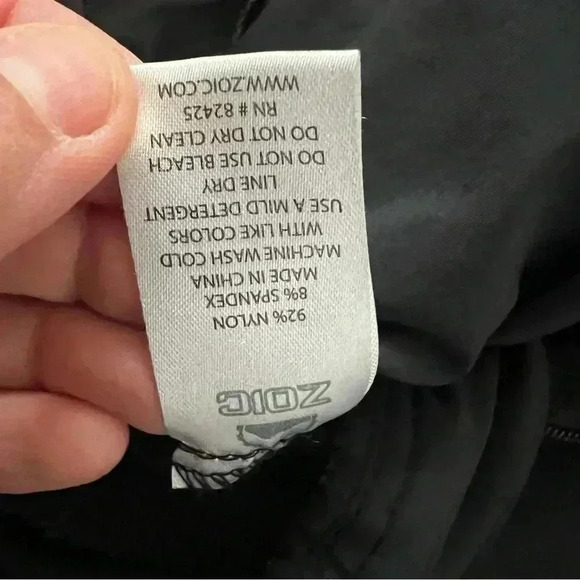 ZOIC
92% NYLON
8% SPANDEX
MADE IN CHINA
MACHINE WASH COLD
WITH LIKE COLORS
USE A MILD DETERGENT
LINE DRY
DO NOT USE BLEACH
DO NOT DRY CLEAN
RN # 82425
WWW.ZOIC.COM